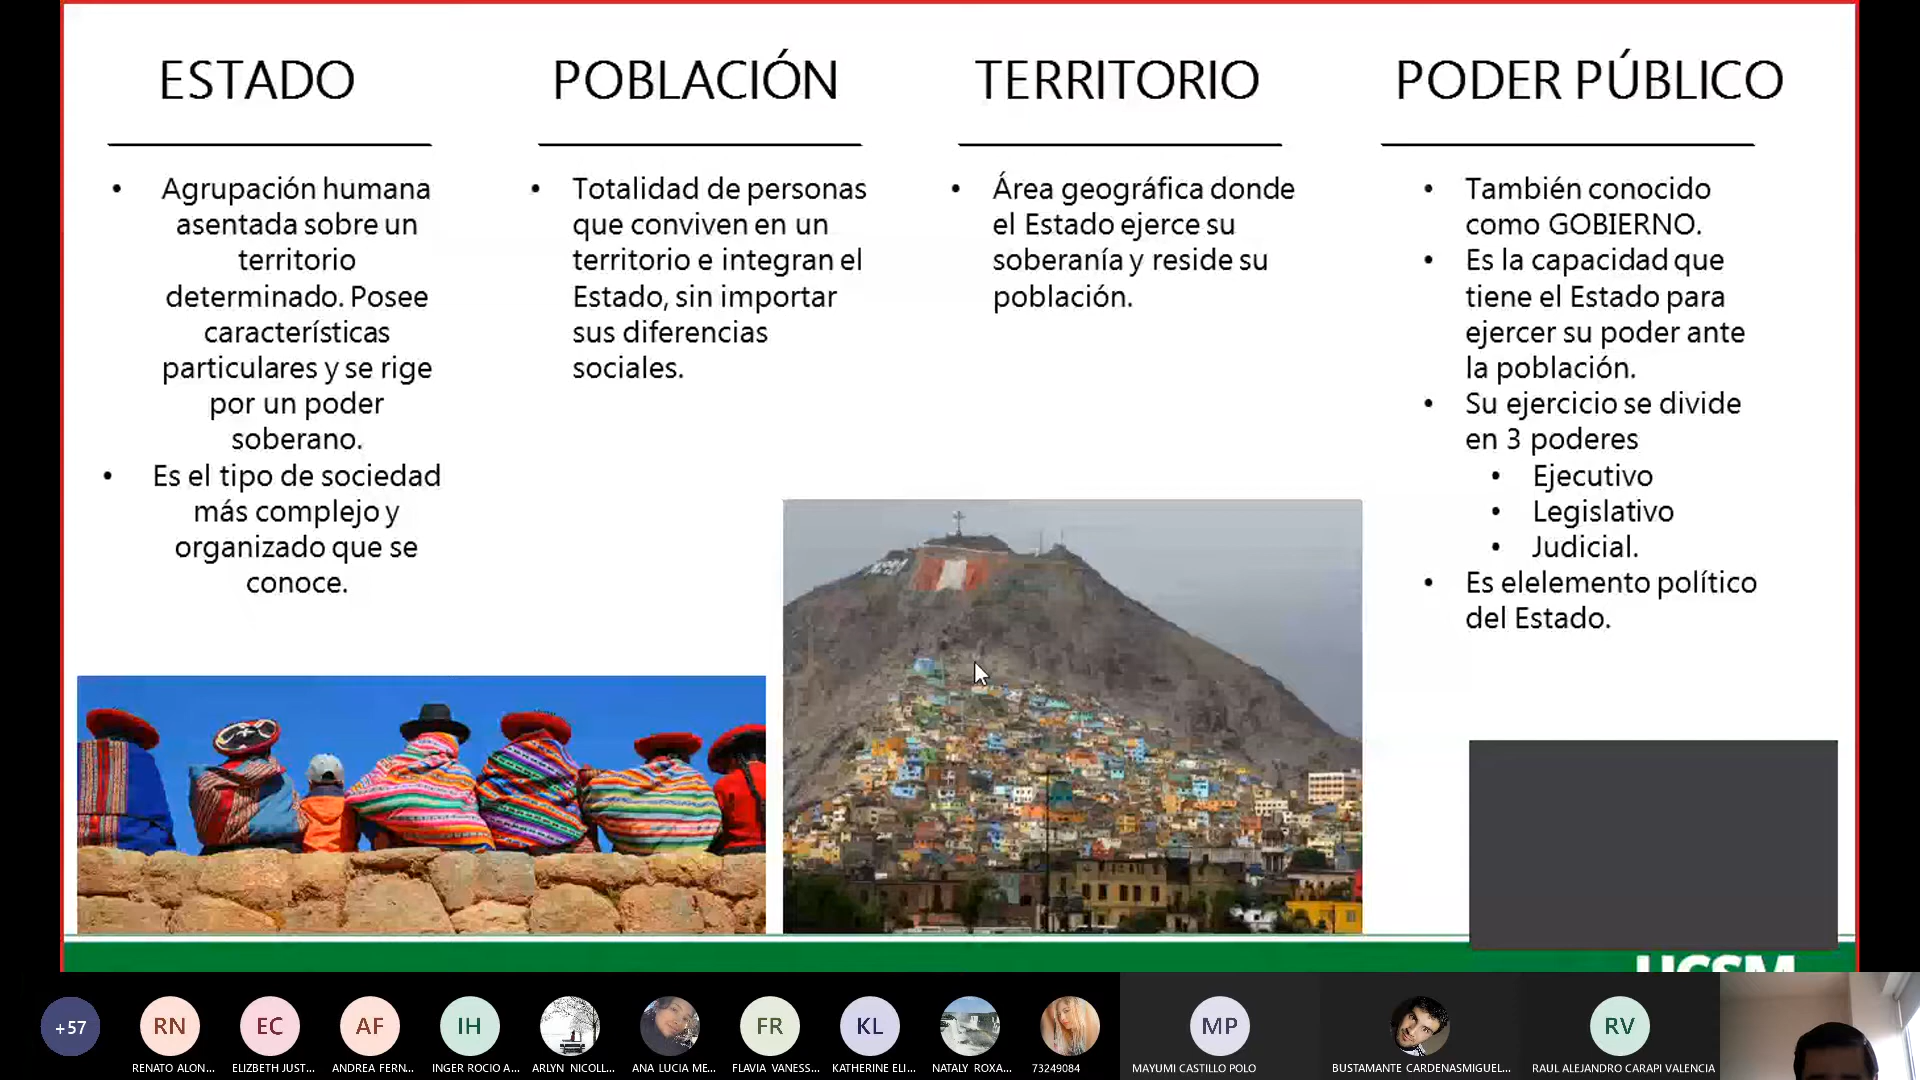 ESTADO
Agrupación humana
asentada sobre un
territorio
determinado. Posee
características
particulares y se rige
por un poder
soberano.
Es el tipo de sociedad
más complejo y
organizado que se
conoce.
POBLACIÓN
Totalidad de personas
que conviven en un
territorio e integran el
Estado, sin importar
sus diferencias
sociales.
TERRITORIO
Área geográfica donde
el Estado ejerce su
soberanía y reside su
población.
PODER PÚBLICO
También conocido
como GOBIERNO.
Es la capacidad que
tiene el Estado para
ejercer su poder ante
la población.
Su ejercicio se divide
en 3 poderes
Ejecutivo
Legislativo
Judicial.
Es elelemento político
del Estado.
UCSM
+57
RN
EC
AF
IH
FR
KL
MP
RV
RENATO ALON...
ELIZBETH JUST...
ANDREA FERN...
INGER ROCIO A...
ARLYN NICOLL...
ANA LUCIA ME...
FLAVIA VANESS...
KATHERINE ELI...
NATALY ROXA...
73249084
MAYUMI CASTILLO POLO
BUSTAMANTE CARDENASMIGUEL...
RAUL ALEJANDRO CARAPI VALENCIA